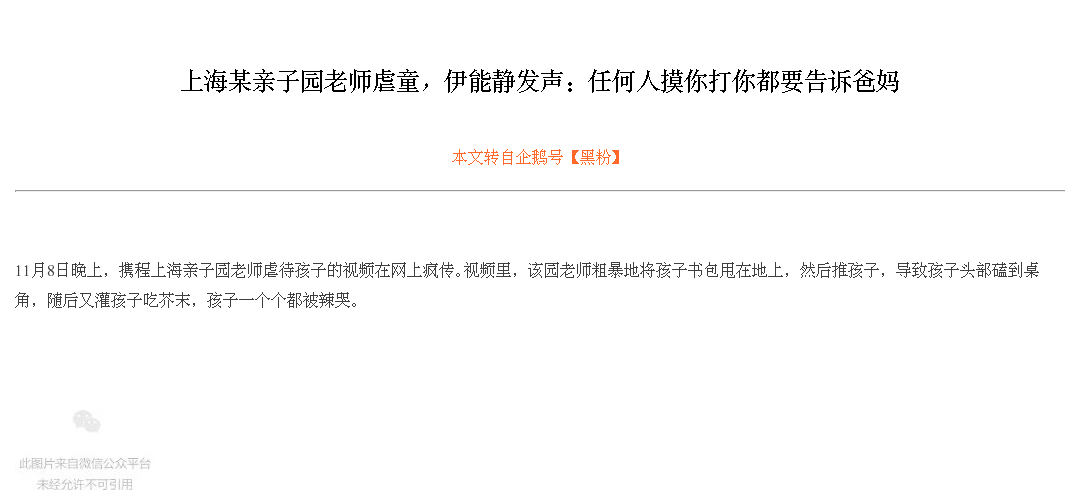 上海某亲子园老师虐童，伊能静发声：任何人摸你打你都要告诉爸妈
本文转自企鹅号【黑粉】
11月8日晚上，携程上海亲子园老师虐待孩子的视频在网上疯传。视频里，该园老师粗暴地将孩子书包甩在地上，然后推孩子，导致孩子头部磕到桌
角，随后又灌孩子吃芥末，孩子一个个都被辣哭。
此图片来自微信公众平台
未经允许不可引用